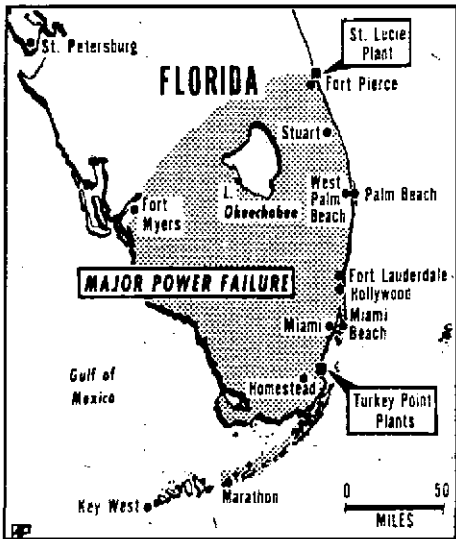 St. Petersburg
St. Lucie
Plant
FLORIDA
Fort Pierce
Stuart
L.
Okeechobee
West
Palm
Beach
Palm Beach
Fort
Myers
MAJOR POWER FAILURE
Fort Lauderdale
Hollywood
Miami
Miami
Beach
Gulf of
Mexico
Homestead
Turkey Point
Plants
Key West
Marathon
0 50
MILES
AP